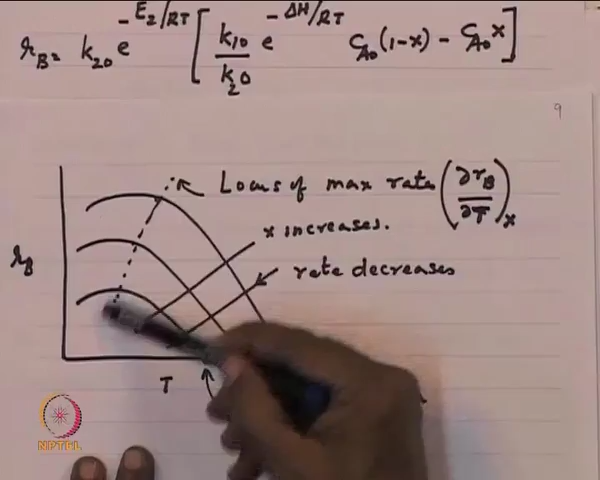 r_B = k_20 e^{-E_2/RT} [ k_10/k_20 e^{-ΔH/RT} C_A0 (1-x) - C_A0 x ]
9
Locus of max rate (∂r_B/∂T)_x
x increases.
r_B
rate decreases
T
NPTEL